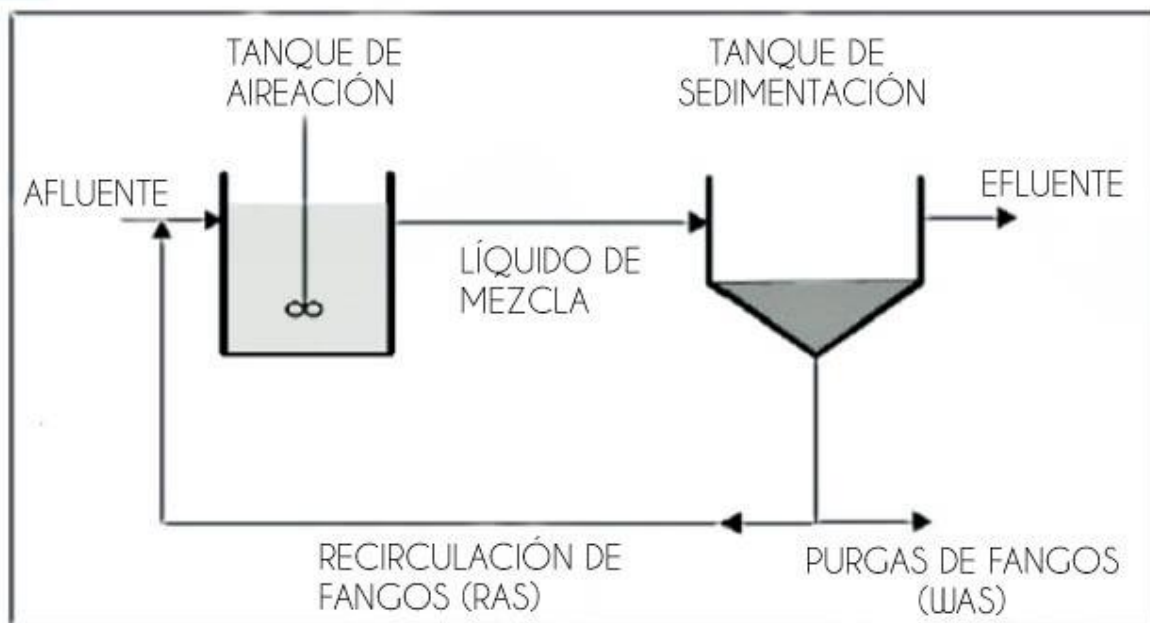 TANQUE DE
AIREACIÓN
TANQUE DE
SEDIMENTACIÓN
AFLUENTE
EFLUENTE
LÍQUIDO DE
MEZCLA
RECIRCULACIÓN DE
FANGOS (RAS)
PURGAS DE FANGOS
(WAS)